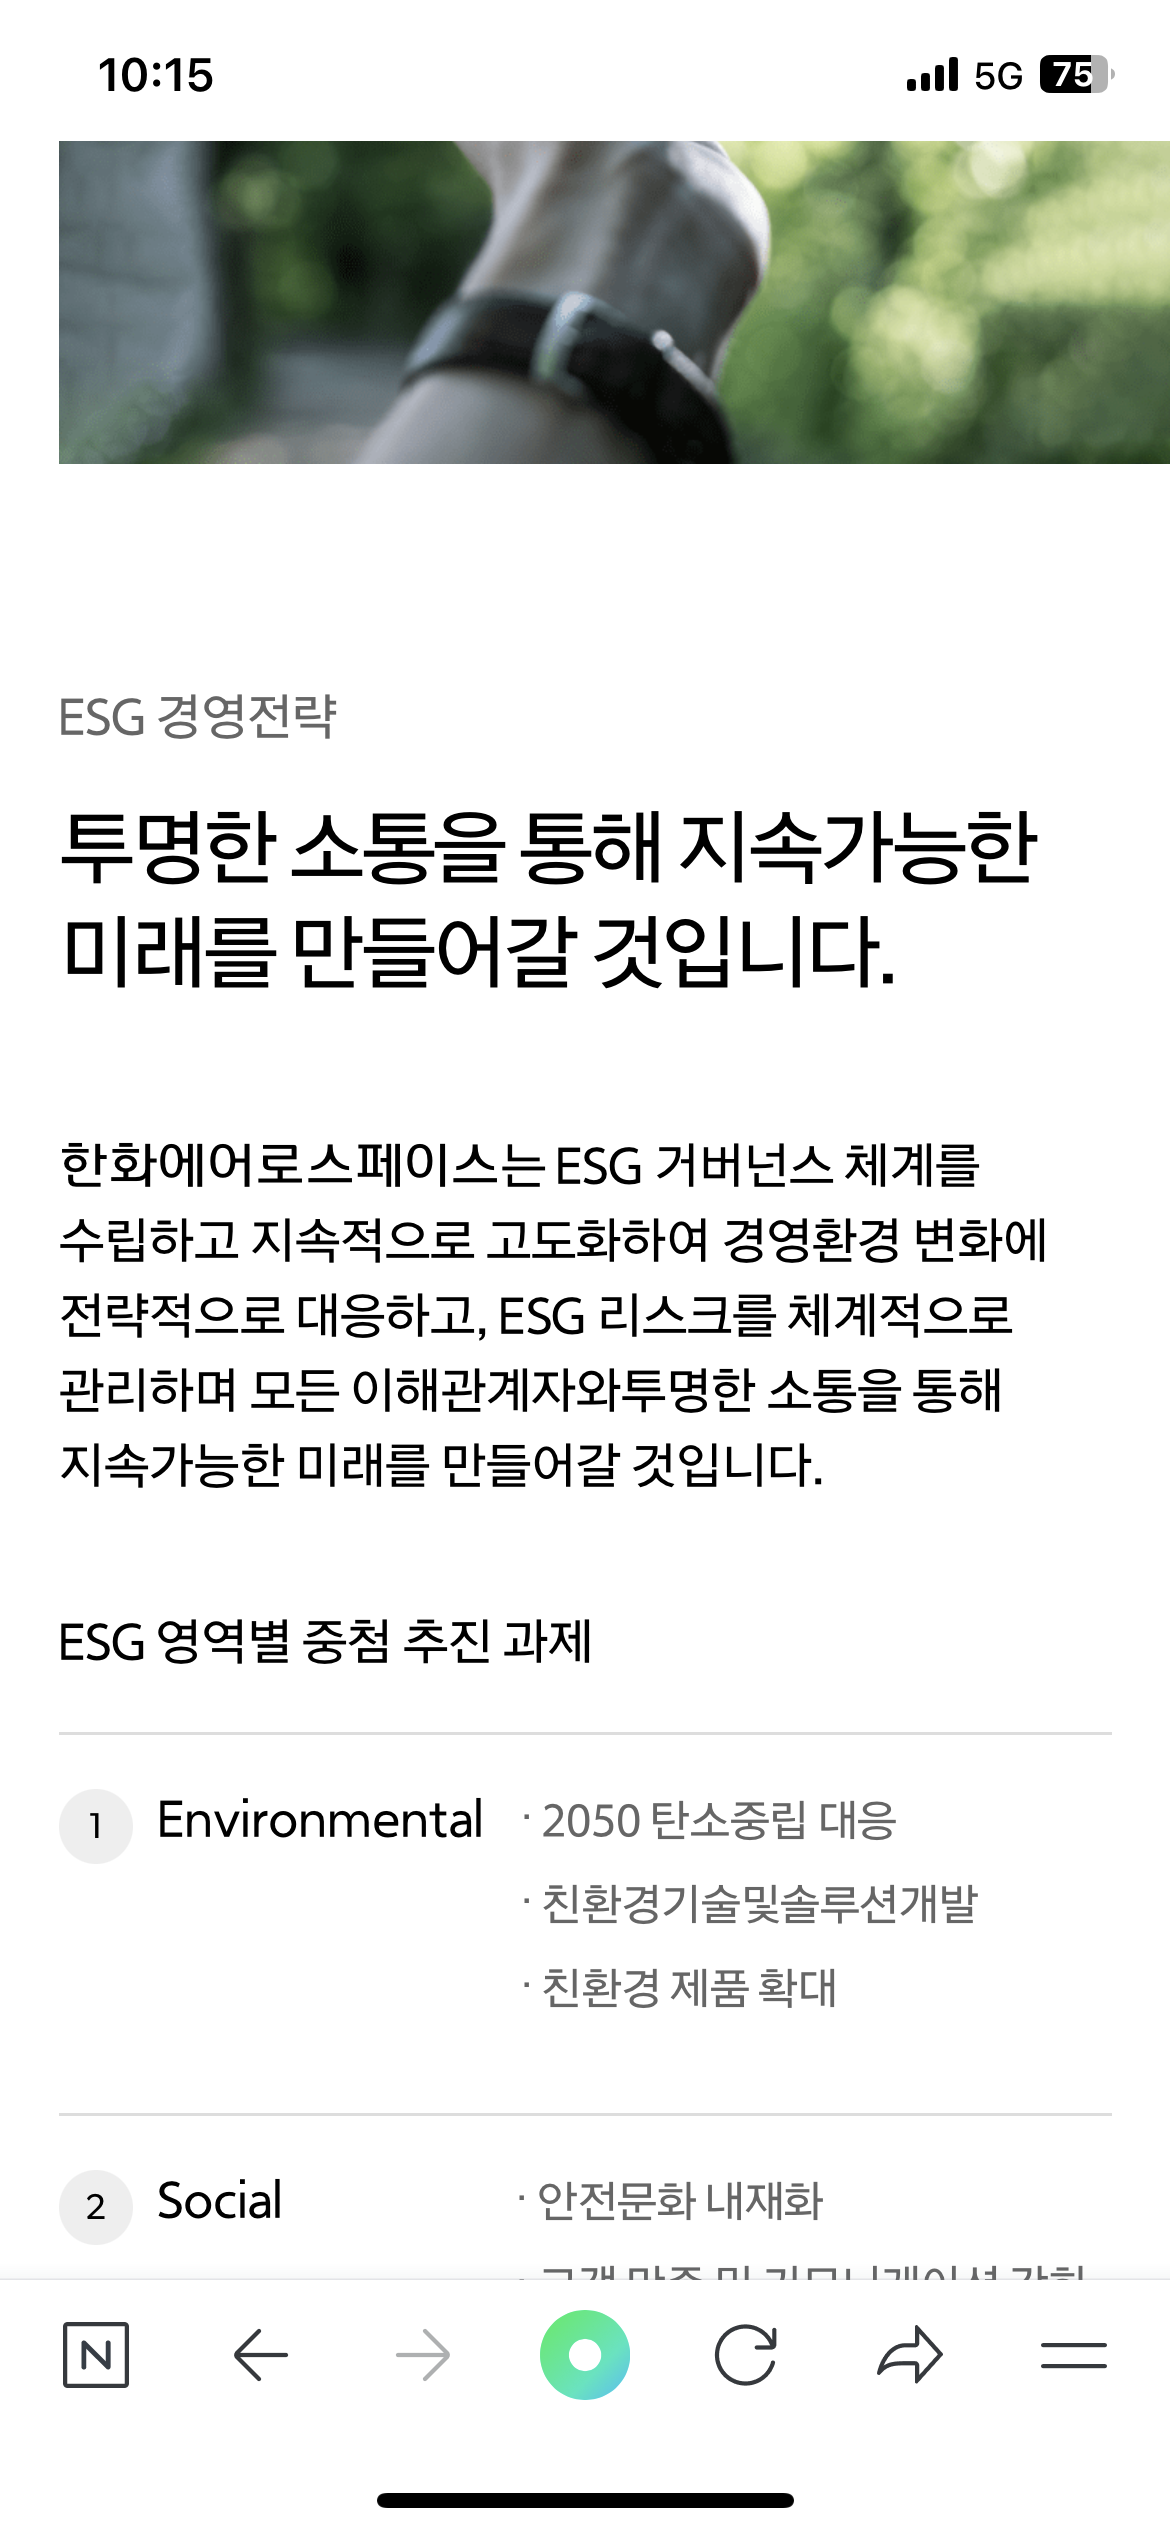 10:15
5G 75
ESG 경영전략
투명한 소통을 통해 지속가능한
미래를 만들어갈 것입니다.
한화에어로스페이스는 ESG 거버넌스 체계를
수립하고 지속적으로 고도화하여 경영환경 변화에
전략적으로 대응하고, ESG 리스크를 체계적으로
관리하며 모든 이해관계자와투명한 소통을 통해
지속가능한 미래를 만들어갈 것입니다.
ESG 영역별 중첨 추진 과제
1 Environmental · 2050 탄소중립 대응
· 친환경기술및솔루션개발
· 친환경 제품 확대
2 Social · 안전문화 내재화
N